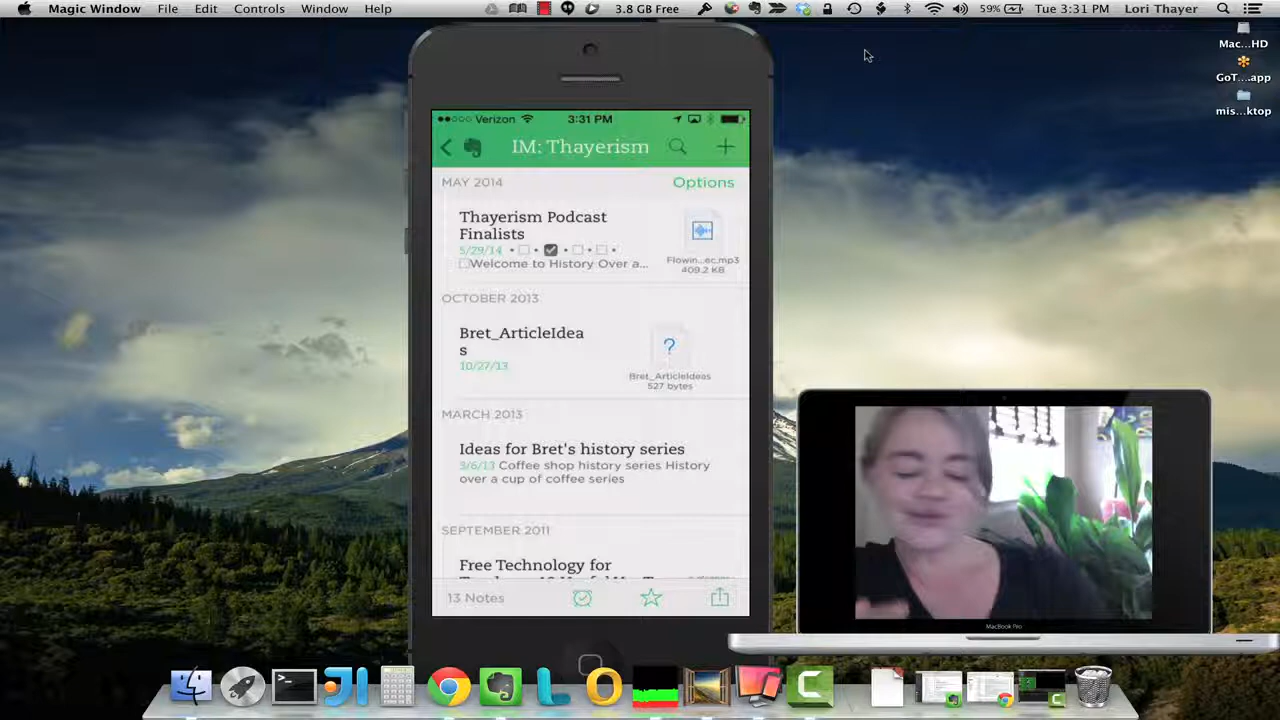 Magic Window File Edit Controls Window Help 3.8 GB Free 59% Tue 3:31 PM Lori Thayer
Mac...HD
GoT....app
mis...ktop
Verizon 3:31 PM
IM: Thayerism
MAY 2014 Options
Thayerism Podcast
Finalists
5/29/14
Welcome to History Over a...
Flowin...ec.mp3
409.2 KB
OCTOBER 2013
Bret_ArticleIdea
s
10/27/13
?
Bret_ArticleIdeas
527 bytes
MARCH 2013
Ideas for Bret's history series
3/6/13 Coffee shop history series History
over a cup of coffee series
SEPTEMBER 2011
Free Technology for
13 Notes
MacBook Pro